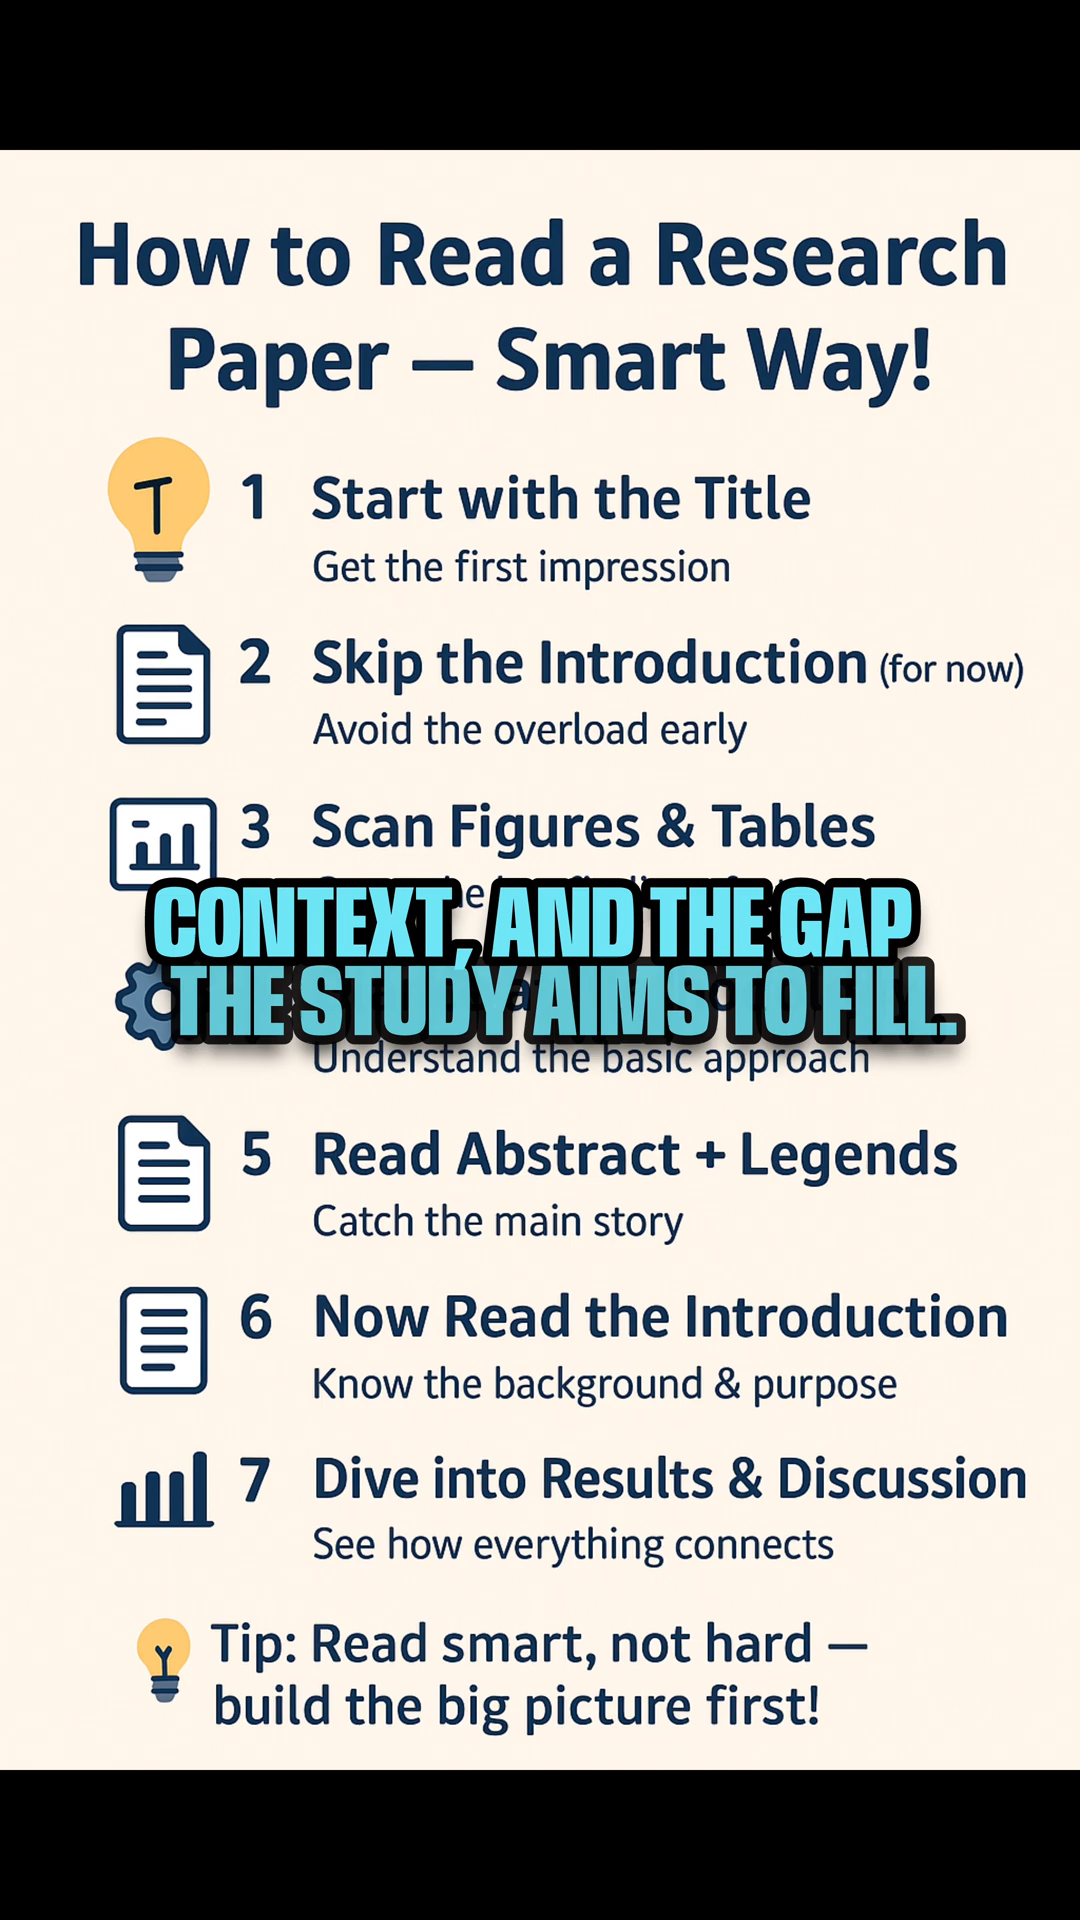 How to Read a Research
Paper — Smart Way!
1 Start with the Title
Get the first impression
2 Skip the Introduction (for now)
Avoid the overload early
3 Scan Figures & Tables
CONTEXT, AND THE GAP
THE STUDY AIMS TO FILL.
Understand the basic approach
5 Read Abstract + Legends
Catch the main story
6 Now Read the Introduction
Know the background & purpose
7 Dive into Results & Discussion
See how everything connects
Tip: Read smart, not hard —
build the big picture first!